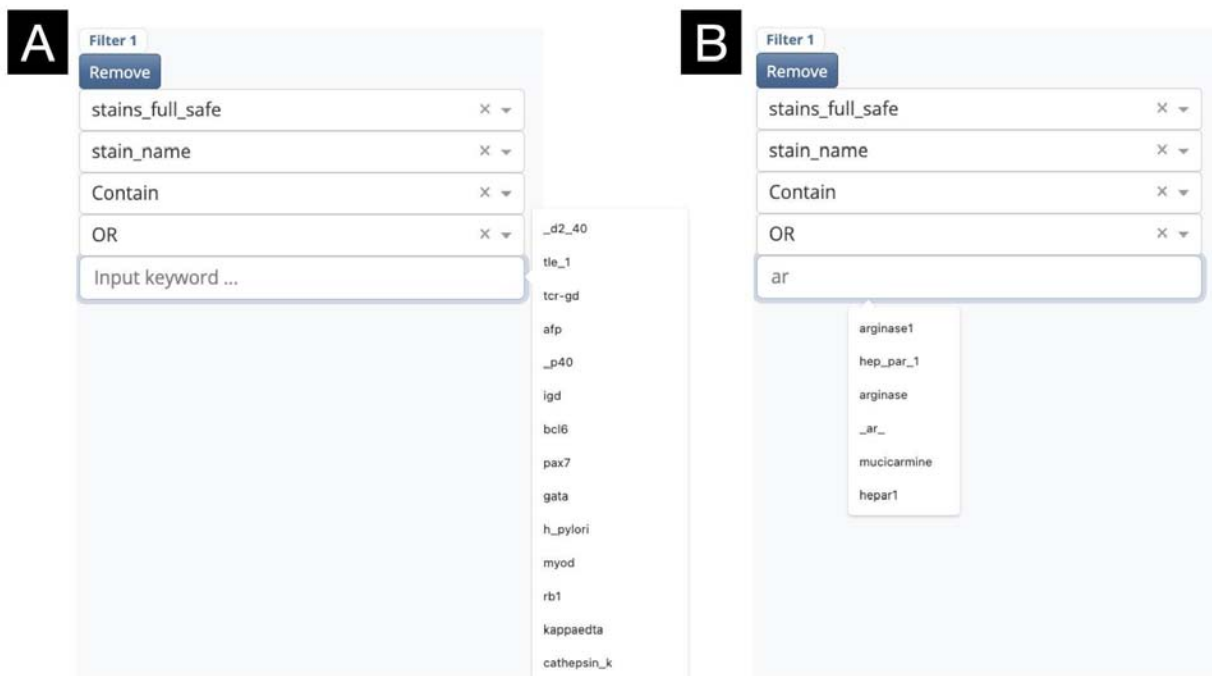 A
Filter 1
Remove
stains_full_safe
stain_name
Contain
OR
Input keyword ...
_d2_40
tle_1
tcr-gd
afp
_p40
igd
bcl6
pax7
gata
h_pylori
myod
rb1
kappaedta
cathepsin_k
B
Filter 1
Remove
stains_full_safe
stain_name
Contain
OR
ar
arginase1
hep_par_1
arginase
_ar_
mucicarmine
hepar1